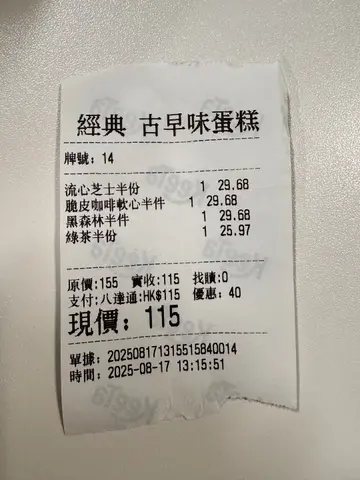 經典 古早味蛋糕
牌號: 14
流心芝士半份 1 29.68
脆皮咖啡軟心半件 1 29.68
黑森林半件 1 29.68
綠茶半份 1 25.97
原價:155 實收:115 找贖:0
支付:八達通:HK$115 優惠: 40
現價: 115
單據: 202508171315515840014
時間: 2025-08-17 13:15:51
Keeta
Keeta